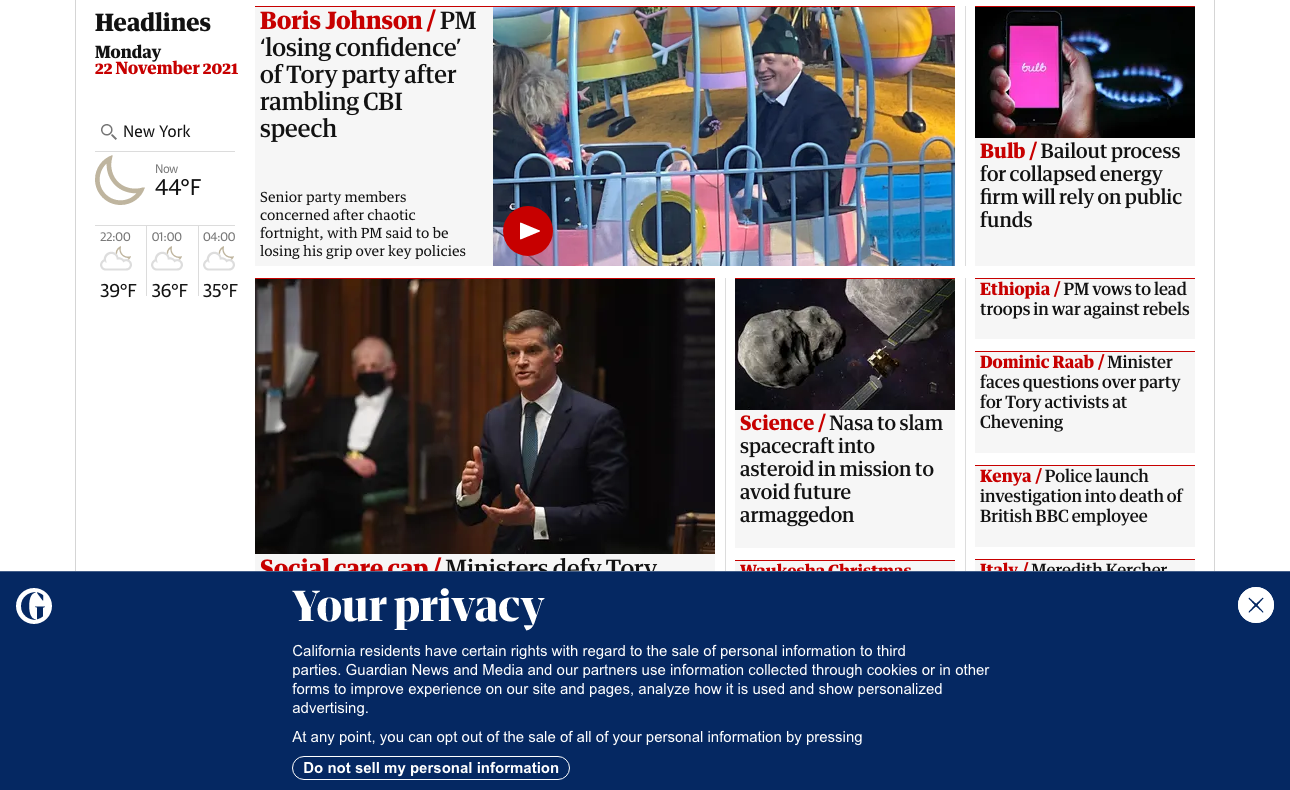 Headlines
Monday
22 November 2021
New York
Now
44°F
22:00
01:00
04:00
39°F
36°F
35°F
Boris Johnson / PM
‘losing confidence’
of Tory party after
rambling CBI
speech
Senior party members
concerned after chaotic
fortnight, with PM said to be
losing his grip over key policies
bulb
Bulb / Bailout process
for collapsed energy
firm will rely on public
funds
Social care cap / Ministers defy Tory
Science / Nasa to slam
spacecraft into
asteroid in mission to
avoid future
armaggedon
Waukesha Christmas
Ethiopia / PM vows to lead
troops in war against rebels
Dominic Raab / Minister
faces questions over party
for Tory activists at
Chevening
Kenya / Police launch
investigation into death of
British BBC employee
Italy / Meredith Kercher
Your privacy
California residents have certain rights with regard to the sale of personal information to third
parties. Guardian News and Media and our partners use information collected through cookies or in other
forms to improve experience on our site and pages, analyze how it is used and show personalized
advertising.
At any point, you can opt out of the sale of all of your personal information by pressing
Do not sell my personal information